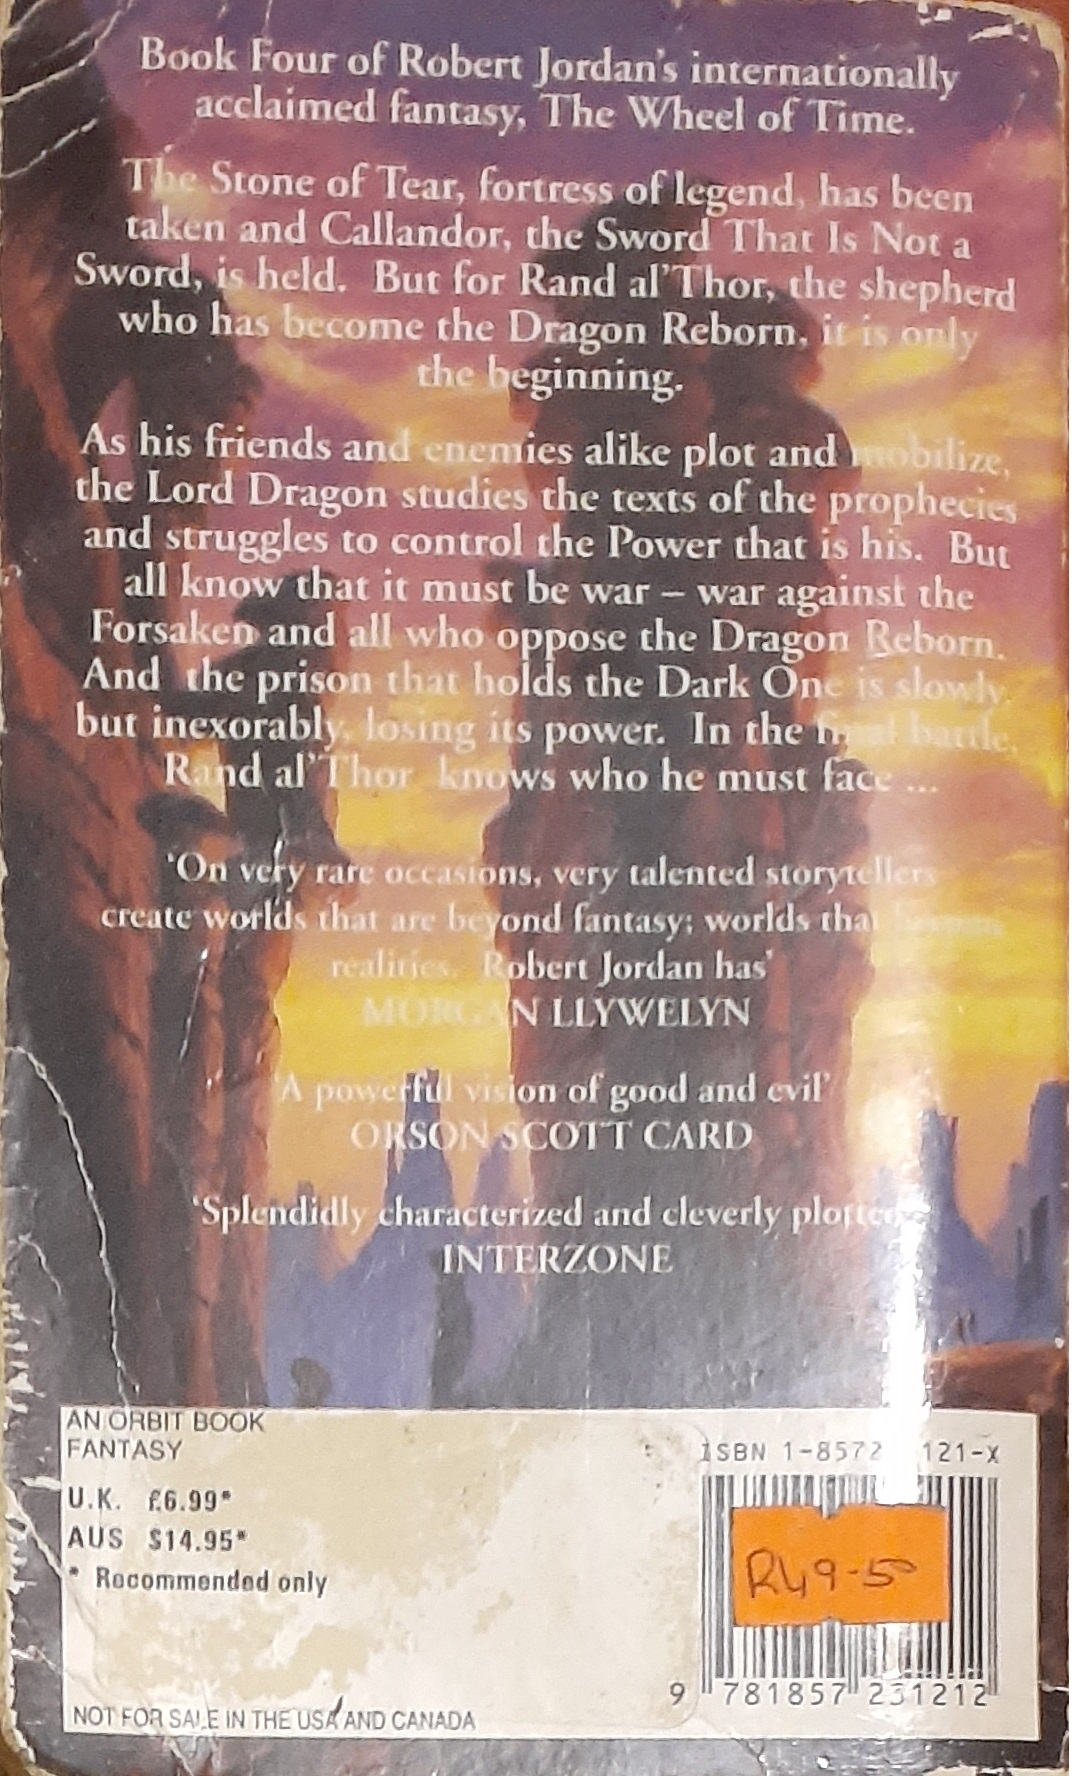 Book Four of Robert Jordan's internationally
acclaimed fantasy, The Wheel of Time.
The Stone of Tear, fortress of legend, has been
taken and Callandor, the Sword That Is Not a
Sword, is held. But for Rand al'Thor, the shepherd
who has become the Dragon Reborn, it is only
the beginning.
As his friends and enemies alike plot and mobilize,
the Lord Dragon studies the texts of the prophecies
and struggles to control the Power that is his. But
all know that it must be war – war against the
Forsaken and all who oppose the Dragon Reborn.
And the prison that holds the Dark One is slowly,
but inexorably, losing its power. In the final battle,
Rand al'Thor knows who he must face ...
'On very rare occasions, very talented storytellers
create worlds that are beyond fantasy; worlds that
realities. Robert Jordan has'
MORGAN LLYWELYN
'A powerful vision of good and evil'
ORSON SCOTT CARD
'Splendidly characterized and cleverly plotted
INTERZONE
AN ORBIT BOOK
FANTASY
U.K. £6.99*
AUS $14.95*
* Recommended only
NOT FOR SALE IN THE USA AND CANADA
ISBN 1-8572 121-X
R49-50
9 781857 231212